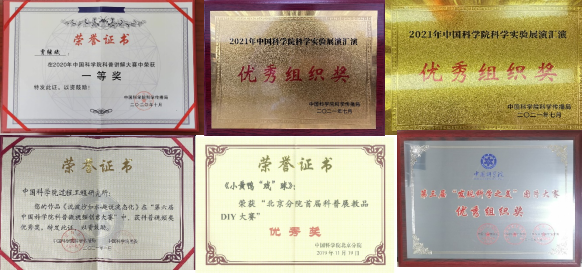 荣誉证书
在2020年中国科学院科普讲解大赛中荣获
一等奖
特发此证，以资鼓励！
中国科学院科学传播局
二〇二〇年十月
2021年中国科学院科学实验展演汇演
优秀组织奖
中国科学院科学传播局
二〇二一年七月
2021年中国科学院科学实验展演汇演
优秀组织奖
中国科学院科学传播局
二〇二一年七月
荣誉证书
中国科学院过程工程研究所：
荣誉证书
《小黄鸭“成”球》：
荣获“北京分院首届科普展教品
DIY大赛”
优秀奖
中国科学院北京分院
2019年11月19日
中国科学院
优秀组织奖